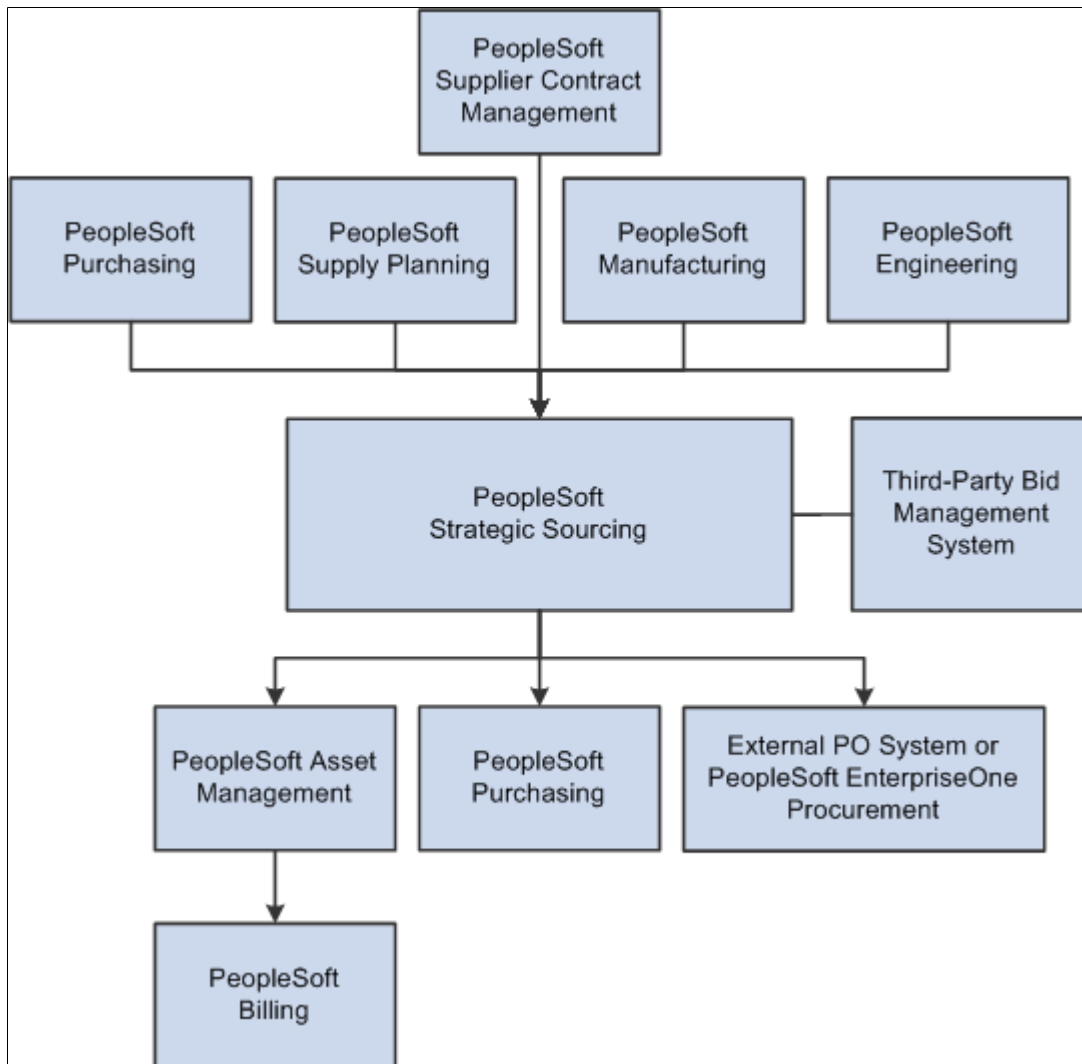 PeopleSoft
Supplier Contract
Management
PeopleSoft
Purchasing
PeopleSoft
Supply Planning
PeopleSoft
Manufacturing
PeopleSoft
Engineering
PeopleSoft
Strategic Sourcing
Third-Party Bid
Management
System
PeopleSoft Asset
Management
PeopleSoft
Purchasing
External PO System or
PeopleSoft EnterpriseOne
Procurement
PeopleSoft
Billing